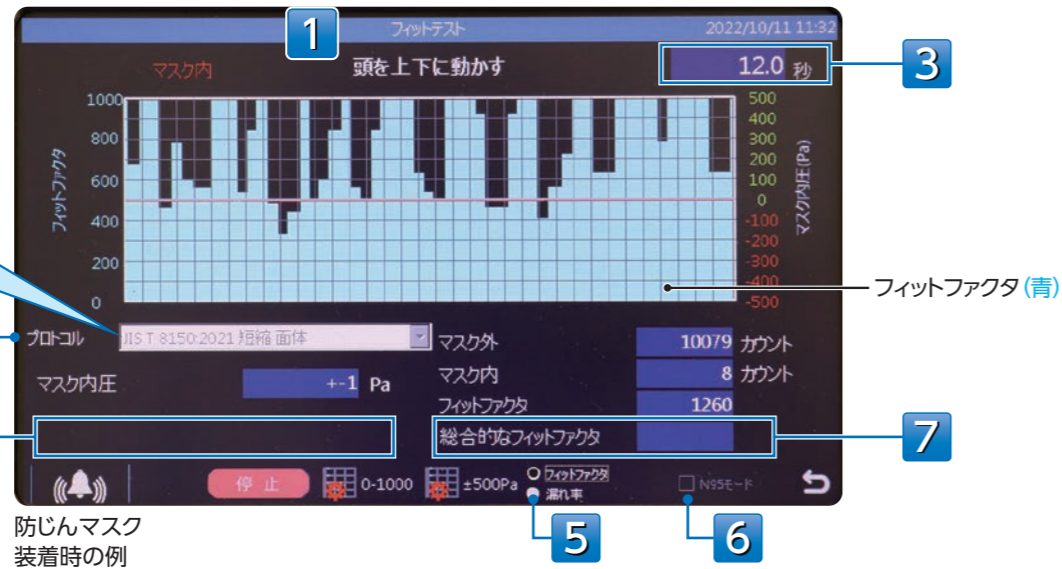 1
フィットテスト 2022/10/11 11:32
マスク内 頭を上下に動かす 12.0 秒
3
1000
800
600
400
200
0
フィットファクタ
500
400
300
200
100
0
-100
-200
-300
-400
-500
マスク内圧(Pa)
フィットファクタ(青)
プロトコル JIS T 8150:2021 短縮 面体
マスク外 10079 カウント
マスク内圧 +-1 Pa
マスク内 8 カウント
フィットファクタ 1260
総合的なフィットファクタ
7
停止 0-1000 ±500Pa
フィットファクタ
漏れ率
N95モード
5
6
防じんマスク
装着時の例